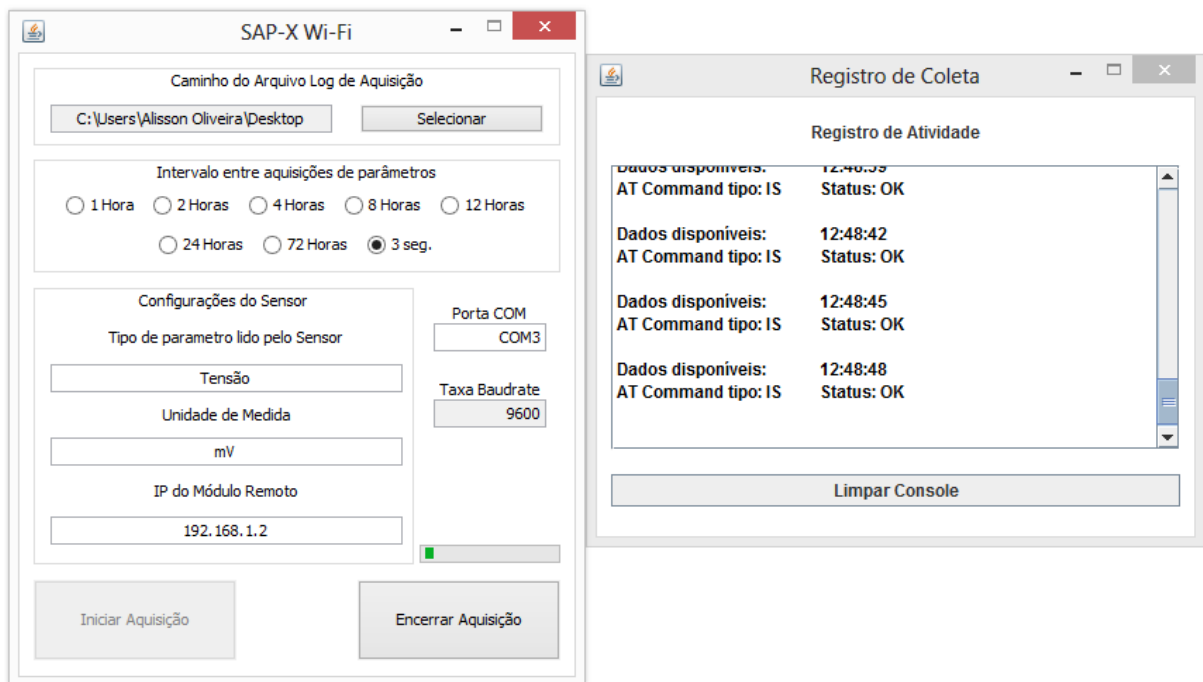 SAP-X Wi-Fi
Caminho do Arquivo Log de Aquisição
C:\Users\Alisson Oliveira\Desktop
Selecionar
Intervalo entre aquisições de parâmetros
1 Hora 2 Horas 4 Horas 8 Horas 12 Horas
24 Horas 72 Horas 3 seg.
Configurações do Sensor
Tipo de parametro lido pelo Sensor
Tensão
Unidade de Medida
mV
IP do Módulo Remoto
192.168.1.2
Porta COM
COM3
Taxa Baudrate
9600
Iniciar Aquisição
Encerrar Aquisição
Registro de Coleta
Registro de Atividade
Dados disponíveis: 12:48:39
AT Command tipo: IS Status: OK
Dados disponíveis: 12:48:42
AT Command tipo: IS Status: OK
Dados disponíveis: 12:48:45
AT Command tipo: IS Status: OK
Dados disponíveis: 12:48:48
AT Command tipo: IS Status: OK
Limpar Console